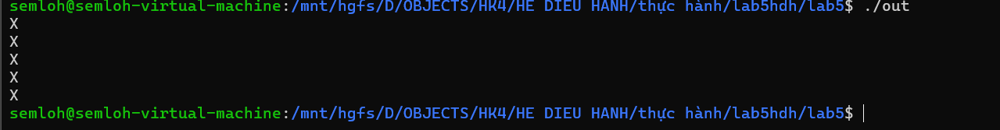 semloh@semloh-virtual-machine:/mnt/hgfs/D/OBJECTS/HK4/HE DIEU HANH/thực hành/lab5hdh/lab5$ ./out
X
X
X
X
X
semloh@semloh-virtual-machine:/mnt/hgfs/D/OBJECTS/HK4/HE DIEU HANH/thực hành/lab5hdh/lab5$